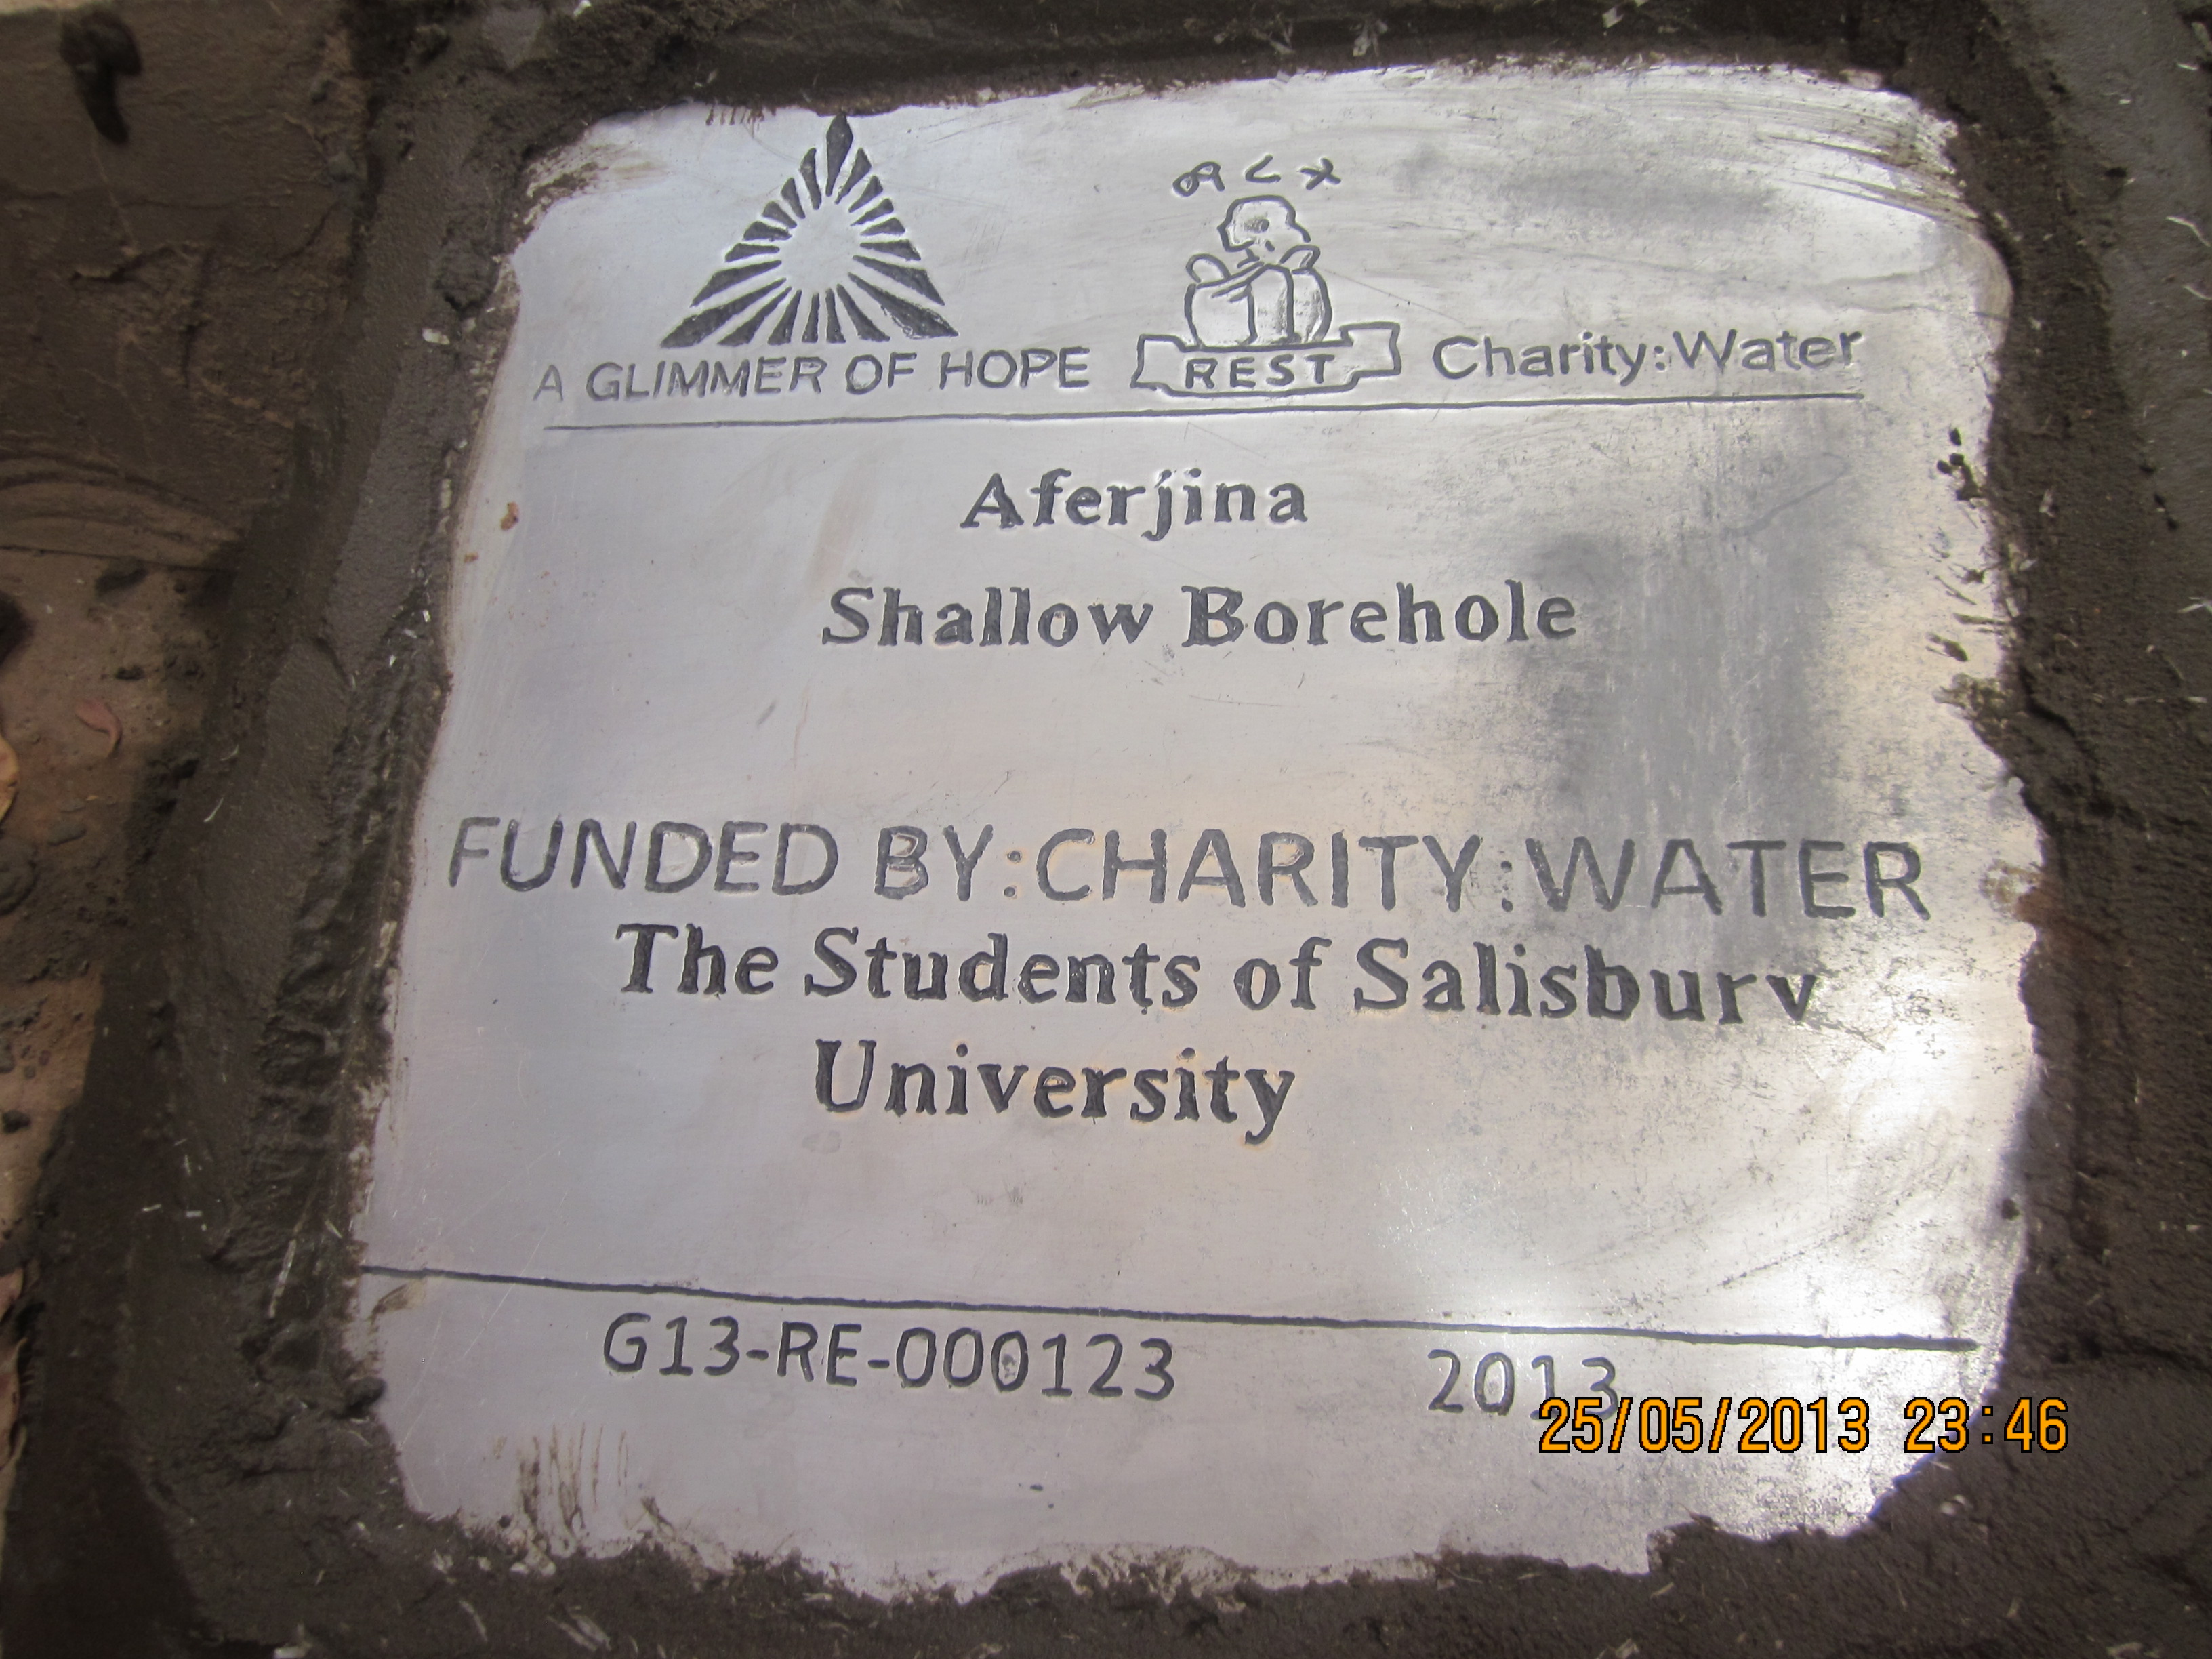 A GLIMMER OF HOPE
REST
Charity:Water
Aferjina
Shallow Borehole
FUNDED BY:CHARITY:WATER
The Students of Salisbury
University
G13-RE-000123
2013
25/05/2013 23:46